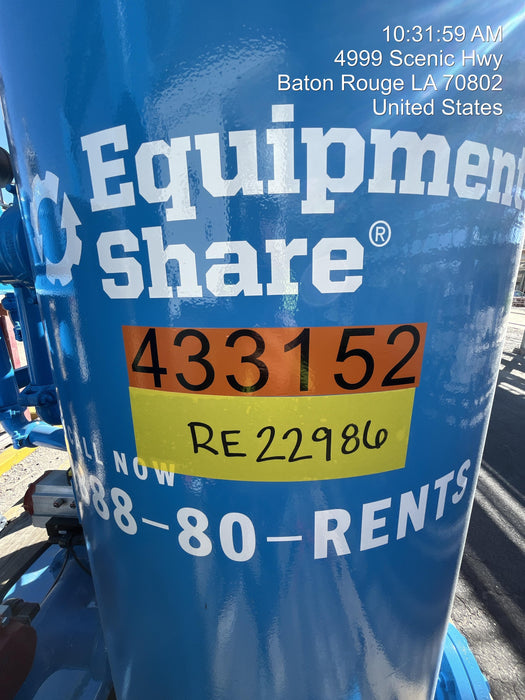 10:31:59 AM
4999 Scenic Hwy
Baton Rouge LA 70802
United States
Equipment
Share®
433152
RE22986
CALL NOW
88-80-RENTS